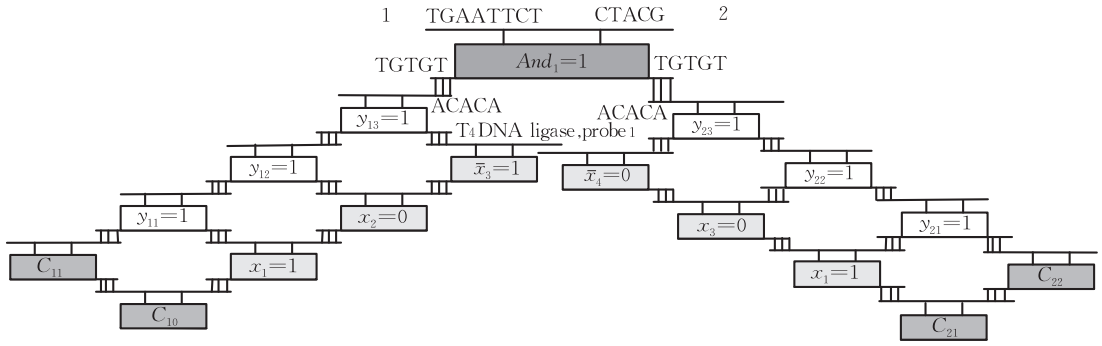 1 TGAATTCT CTACG 2
TGTGT And₁=1 TGTGT
ACACA ACACA
y₁₃=1 T₄DNA ligase,probe₁ y₂₃=1
y₁₂=1 x̄₃=1 x̄₄=0 y₂₂=1
y₁₁=1 x₂=0 x₃=0 y₂₁=1
C₁₁ x₁=1 x₁=1 C₂₂
C₁₀ C₂₁